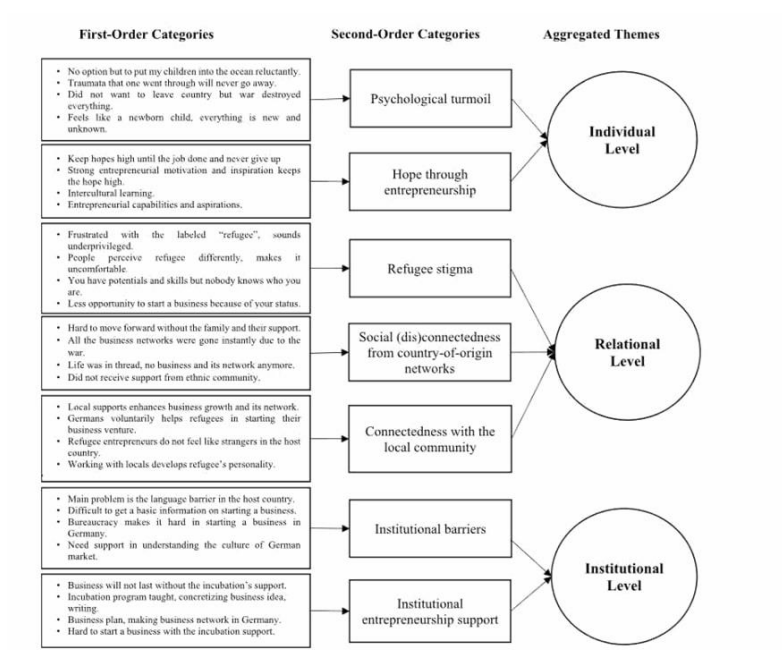 First-Order Categories
Second-Order Categories
Aggregated Themes
• No option but to put my children into the ocean reluctantly.
• Traumata that one went through will never go away.
• Did not want to leave country but war destroyed
everything.
• Feels like a newborn child, everything is new and
unknown.
Psychological turmoil
• Keep hopes high until the job done and never give up
• Strong entrepreneurial motivation and inspiration keeps
the hope high.
• Intercultural learning.
• Entrepreneurial capabilities and aspirations.
Hope through
entrepreneurship
Individual
Level
• Frustrated with the labeled “refugee”, sounds
underprivileged.
• People perceive refugee differently, makes it
uncomfortable.
• You have potentials and skills but nobody knows who you
are.
• Less opportunity to start a business because of your status.
Refugee stigma
• Hard to move forward without the family and their support.
• All the business networks were gone instantly due to the
war.
• Life was in thread, no business and its network anymore.
• Did not receive support from ethnic community.
Social (dis)connectedness
from country-of-origin
networks
• Local supports enhances business growth and its network.
• Germans voluntarily helps refugees in starting their
business venture.
• Refugee entrepreneurs do not feel like strangers in the host
country.
• Working with locals develops refugee’s personality.
Connectedness with the
local community
Relational
Level
• Main problem is the language barrier in the host country.
• Difficult to get a basic information on starting a business.
• Bureaucracy makes it hard in starting a business in
Germany.
• Need support in understanding the culture of German
market.
Institutional barriers
• Business will not last without the incubation’s support.
• Incubation program taught, concretizing business idea,
writing.
• Business plan, making business network in Germany.
• Hard to start a business with the incubation support.
Institutional
entrepreneurship support
Institutional
Level